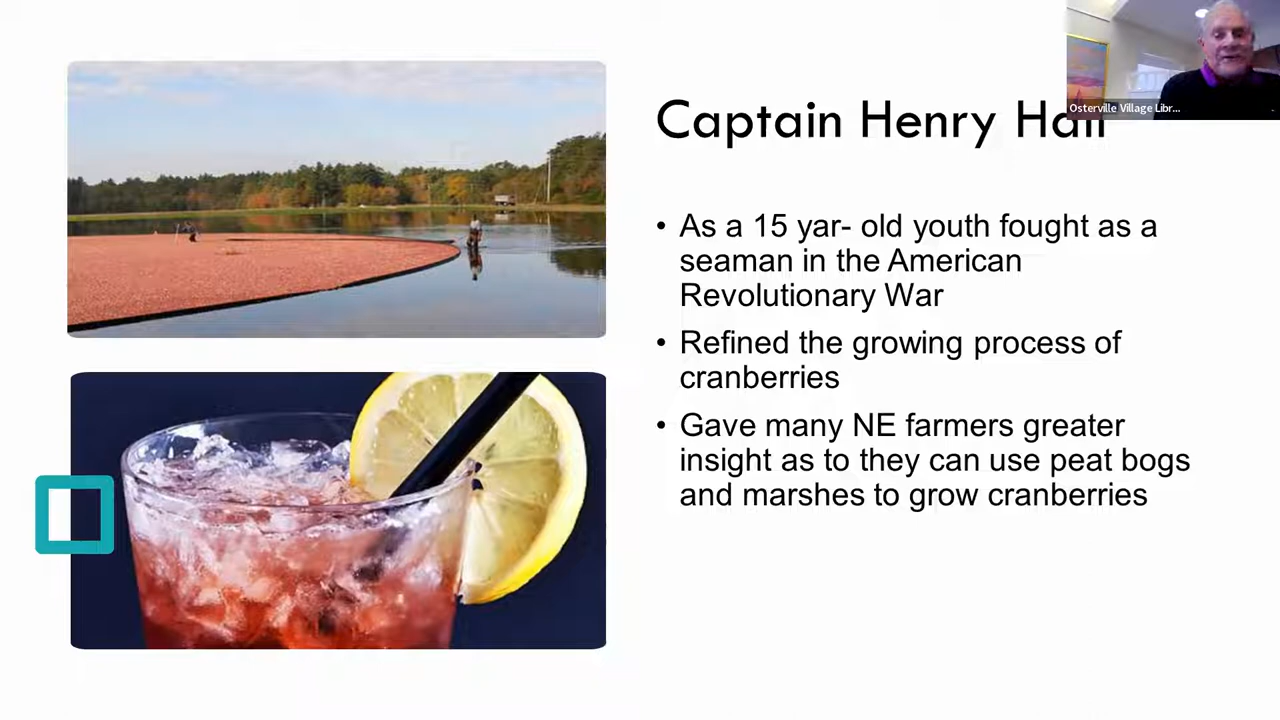 Osterville Village Libr...
Captain Henry Hall
• As a 15 yar- old youth fought as a
seaman in the American
Revolutionary War
• Refined the growing process of
cranberries
• Gave many NE farmers greater
insight as to they can use peat bogs
and marshes to grow cranberries